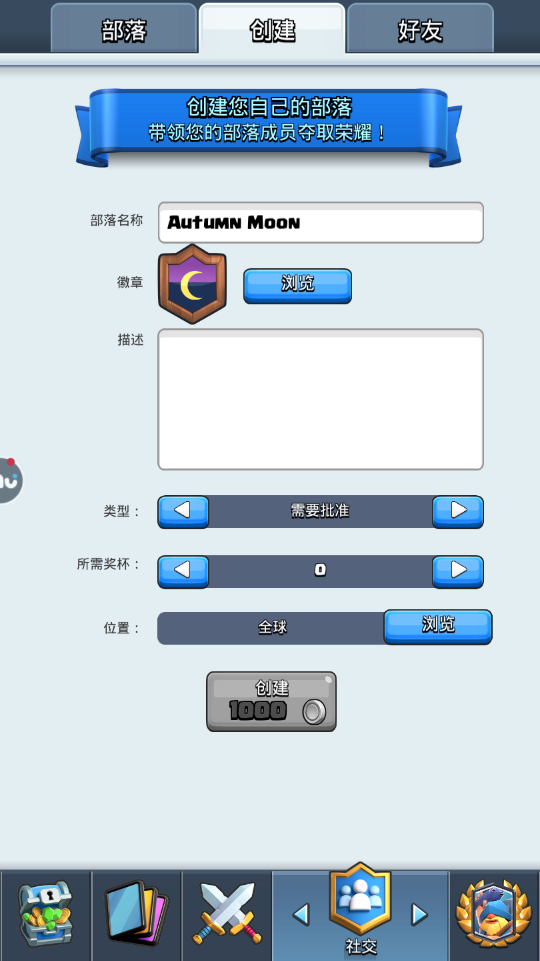 部落
创建
好友
创建您自己的部落
带领您的部落成员夺取荣耀！
部落名称
Autumn Moon
徽章
浏览
描述
类型：
需要批准
所需奖杯：
0
位置：
全球
浏览
创建
1000
社交